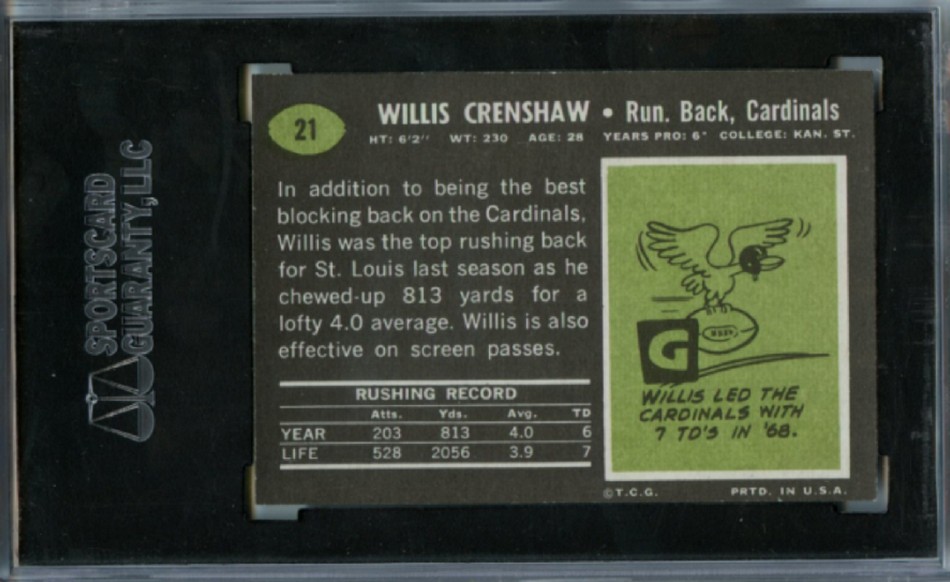 SPORTSCARD
GUARANTY, LLC
21
WILLIS CRENSHAW • Run. Back, Cardinals
HT: 6'2" WT: 230 AGE: 28 YEARS PRO: 6* COLLEGE: KAN. ST.
In addition to being the best
blocking back on the Cardinals,
Willis was the top rushing back
for St. Louis last season as he
chewed-up 813 yards for a
lofty 4.0 average. Willis is also
effective on screen passes.
RUSHING RECORD
Atts. Yds. Avg. TD
YEAR 203 813 4.0 6
LIFE 528 2056 3.9 7
G
WILLIS LED THE
CARDINALS WITH
7 TD'S IN '68.
©T.C.G. PRTD. IN U.S.A.